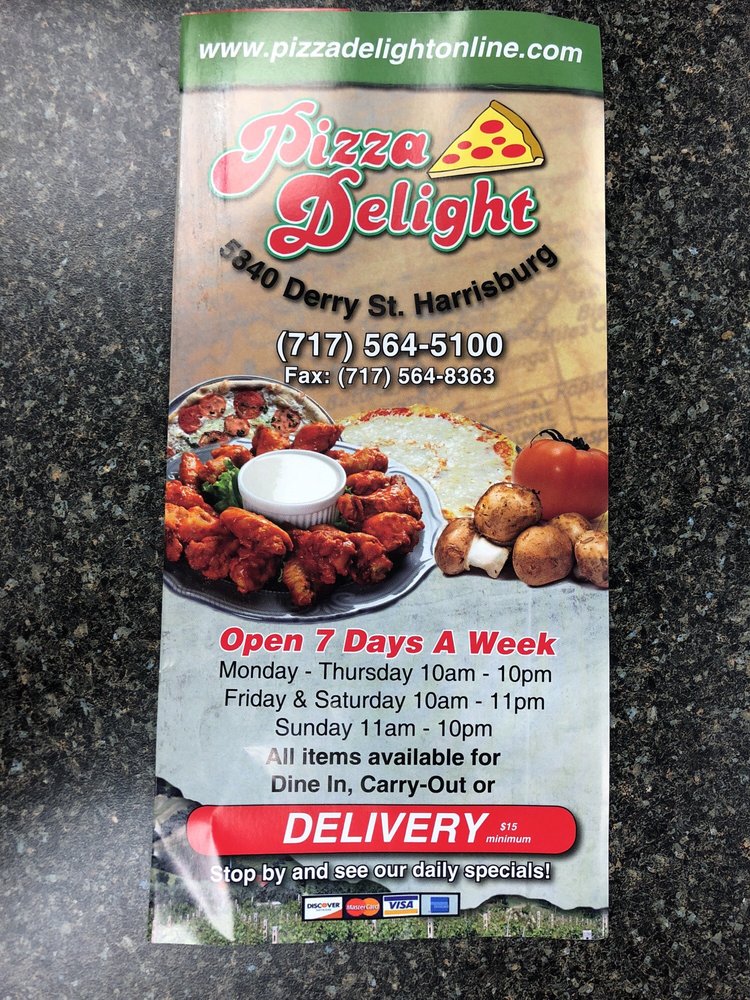 www.pizzadelightonline.com
Pizza
Delight
5340 Derry St. Harrisburg
(717) 564-5100
Fax: (717) 564-8363
Open 7 Days A Week
Monday - Thursday 10am - 10pm
Friday & Saturday 10am - 11pm
Sunday 11am - 10pm
All items available for
Dine In, Carry-Out or
DELIVERY $15 minimum
Stop by and see our daily specials!
DISCOVER MasterCard VISA